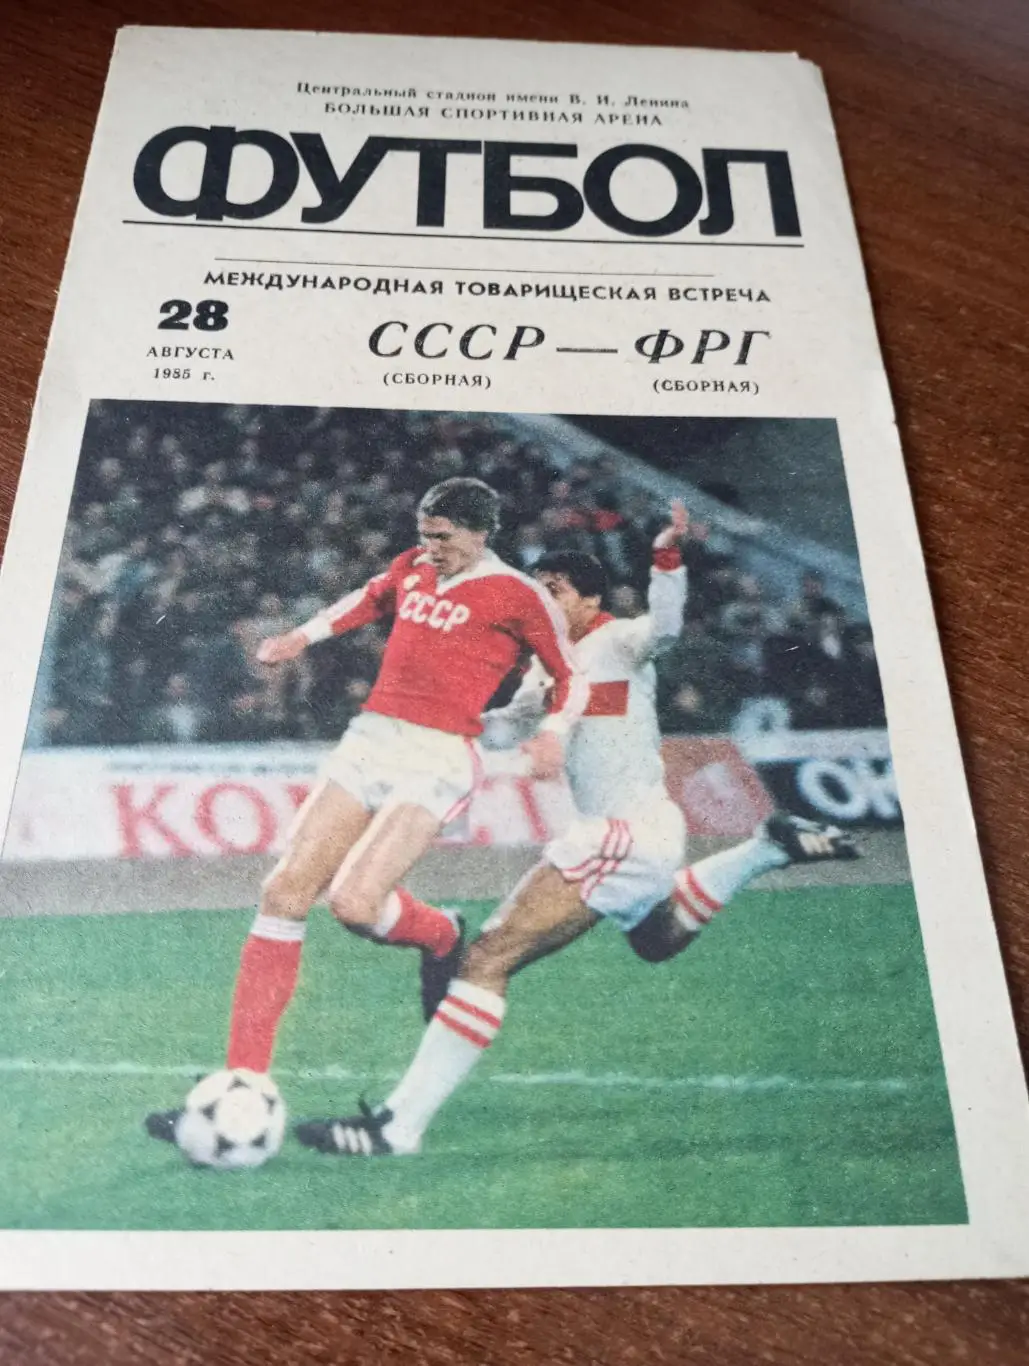 Центральный стадион имени В. И. Ленина
БОЛЬШАЯ СПОРТИВНАЯ АРЕНА
ФУТБОЛ
МЕЖДУНАРОДНАЯ ТОВАРИЩЕСКАЯ ВСТРЕЧА
28
АВГУСТА
1985 г.
СССР — ФРГ
(СБОРНАЯ) (СБОРНАЯ)
СССР